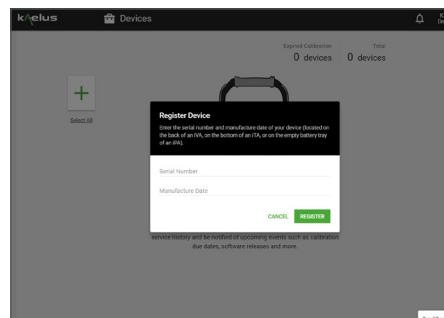 kaelus
Devices
Expired Calibration
Total
0 devices
0 devices
Select All
Register Device
Enter the serial number and manufacture date of your device (located on
the back of an iVA, on the bottom of an iTA, or on the empty battery tray
of an iPA).
Serial Number
Manufacture Date
CANCEL
REGISTER
service history and be notified of upcoming events such as calibration
due dates, software releases and more.